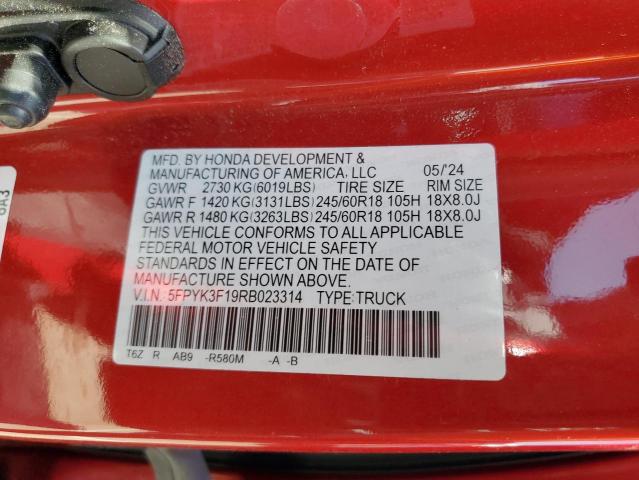 MFD. BY HONDA DEVELOPMENT &
MANUFACTURING OF AMERICA, LLC 05/'24
GVWR 2730 KG(6019LBS) TIRE SIZE RIM SIZE
GAWR F 1420 KG(3131LBS) 245/60R18 105H 18X8.0J
GAWR R 1480 KG(3263LBS) 245/60R18 105H 18X8.0J
THIS VEHICLE CONFORMS TO ALL APPLICABLE
FEDERAL MOTOR VEHICLE SAFETY
STANDARDS IN EFFECT ON THE DATE OF
MANUFACTURE SHOWN ABOVE.
V.I.N. 5FPYK3F19RB023314 TYPE:TRUCK
T6Z R AB9 -R580M -A -B